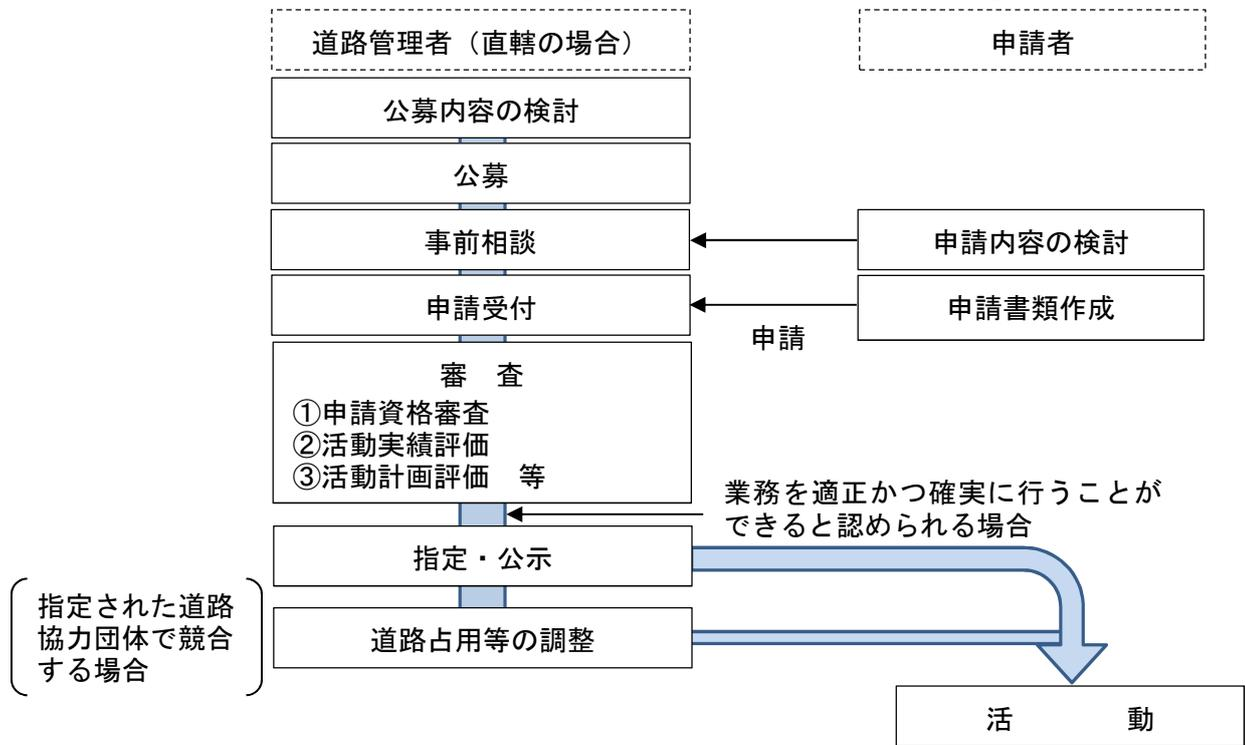 道路管理者（直轄の場合）
申請者
公募内容の検討
公募
事前相談
申請内容の検討
申請受付
申請書類作成
申請
審　査
①申請資格審査
②活動実績評価
③活動計画評価　等
業務を適正かつ確実に行うことが
できると認められる場合
指定・公示
指定された道路
協力団体で競合
する場合
道路占用等の調整
活　　　　動